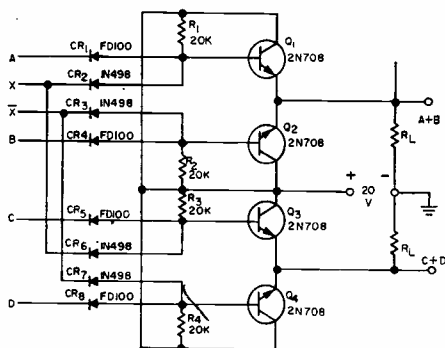 A
CR1
FD100
R1
20K
Q1
2N708
X
CR2
IN498
A+B
X
CR3
IN498
B
CR4
FD100
Q2
2N708
R2
20K
RL
R3
20K
+
20
V
-
C
CR5
FD100
Q3
2N708
RL
CR6
IN498
C+D
CR7
IN498
D
CR8
FD100
R4
20K
Q4
2N708